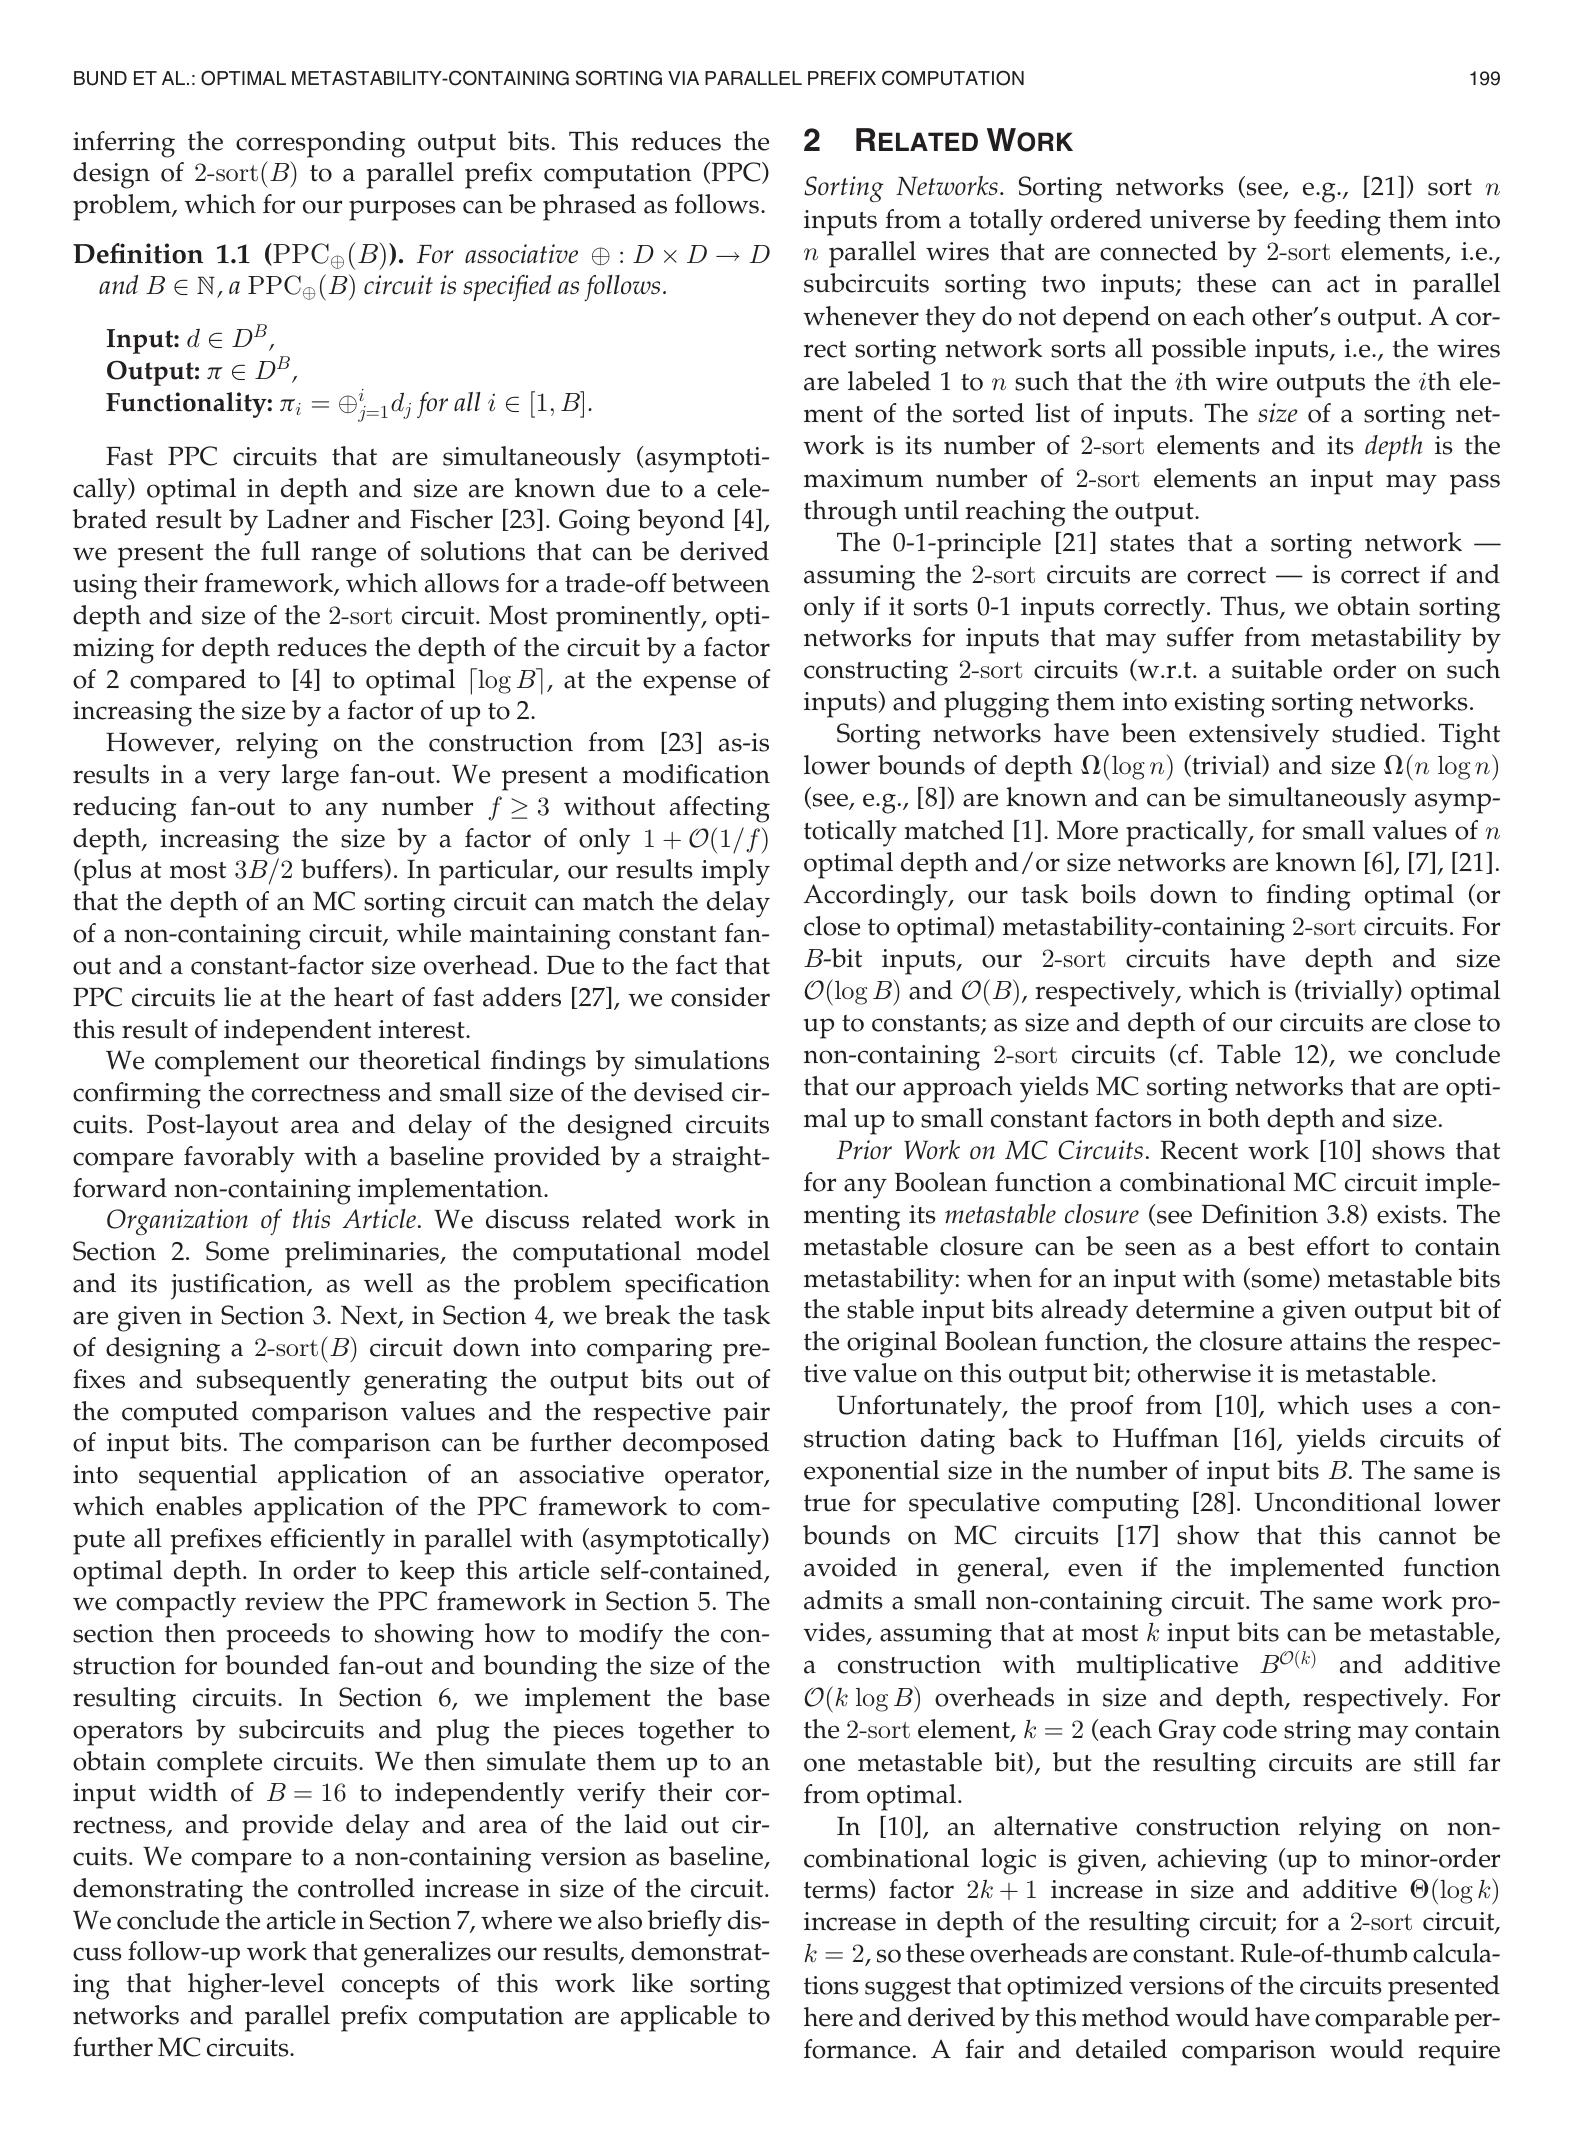 BUND ET AL.: OPTIMAL METASTABILITY-CONTAINING SORTING VIA PARALLEL PREFIX COMPUTATION 199
inferring the corresponding output bits. This reduces the
design of 2-sort(B) to a parallel prefix computation (PPC)
problem, which for our purposes can be phrased as follows.
Definition 1.1 (PPC⊕(B)). For associative ⊕ : D × D → D
and B ∈ ℕ, a PPC⊕(B) circuit is specified as follows.
Input: d ∈ D^B,
Output: π ∈ D^B,
Functionality: π_i = ⊕_{j=1}^{i} d_j for all i ∈ [1, B].
Fast PPC circuits that are simultaneously (asymptoti-
cally) optimal in depth and size are known due to a cele-
brated result by Ladner and Fischer [23]. Going beyond [4],
we present the full range of solutions that can be derived
using their framework, which allows for a trade-off between
depth and size of the 2-sort circuit. Most prominently, opti-
mizing for depth reduces the depth of the circuit by a factor
of 2 compared to [4] to optimal ⌈log B⌉, at the expense of
increasing the size by a factor of up to 2.
However, relying on the construction from [23] as-is
results in a very large fan-out. We present a modification
reducing fan-out to any number f ≥ 3 without affecting
depth, increasing the size by a factor of only 1 + O(1/f)
(plus at most 3B/2 buffers). In particular, our results imply
that the depth of an MC sorting circuit can match the delay
of a non-containing circuit, while maintaining constant fan-
out and a constant-factor size overhead. Due to the fact that
PPC circuits lie at the heart of fast adders [27], we consider
this result of independent interest.
We complement our theoretical findings by simulations
confirming the correctness and small size of the devised cir-
cuits. Post-layout area and delay of the designed circuits
compare favorably with a baseline provided by a straight-
forward non-containing implementation.
Organization of this Article. We discuss related work in
Section 2. Some preliminaries, the computational model
and its justification, as well as the problem specification
are given in Section 3. Next, in Section 4, we break the task
of designing a 2-sort(B) circuit down into comparing pre-
fixes and subsequently generating the output bits out of
the computed comparison values and the respective pair
of input bits. The comparison can be further decomposed
into sequential application of an associative operator,
which enables application of the PPC framework to com-
pute all prefixes efficiently in parallel with (asymptotically)
optimal depth. In order to keep this article self-contained,
we compactly review the PPC framework in Section 5. The
section then proceeds to showing how to modify the con-
struction for bounded fan-out and bounding the size of the
resulting circuits. In Section 6, we implement the base
operators by subcircuits and plug the pieces together to
obtain complete circuits. We then simulate them up to an
input width of B = 16 to independently verify their cor-
rectness, and provide delay and area of the laid out cir-
cuits. We compare to a non-containing version as baseline,
demonstrating the controlled increase in size of the circuit.
We conclude the article in Section 7, where we also briefly dis-
cuss follow-up work that generalizes our results, demonstrat-
ing that higher-level concepts of this work like sorting
networks and parallel prefix computation are applicable to
further MC circuits.
2 RELATED WORK
Sorting Networks. Sorting networks (see, e.g., [21]) sort n
inputs from a totally ordered universe by feeding them into
n parallel wires that are connected by 2-sort elements, i.e.,
subcircuits sorting two inputs; these can act in parallel
whenever they do not depend on each other's output. A cor-
rect sorting network sorts all possible inputs, i.e., the wires
are labeled 1 to n such that the ith wire outputs the ith ele-
ment of the sorted list of inputs. The size of a sorting net-
work is its number of 2-sort elements and its depth is the
maximum number of 2-sort elements an input may pass
through until reaching the output.
The 0-1-principle [21] states that a sorting network —
assuming the 2-sort circuits are correct — is correct if and
only if it sorts 0-1 inputs correctly. Thus, we obtain sorting
networks for inputs that may suffer from metastability by
constructing 2-sort circuits (w.r.t. a suitable order on such
inputs) and plugging them into existing sorting networks.
Sorting networks have been extensively studied. Tight
lower bounds of depth Ω(log n) (trivial) and size Ω(n log n)
(see, e.g., [8]) are known and can be simultaneously asymp-
totically matched [1]. More practically, for small values of n
optimal depth and/or size networks are known [6], [7], [21].
Accordingly, our task boils down to finding optimal (or
close to optimal) metastability-containing 2-sort circuits. For
B-bit inputs, our 2-sort circuits have depth and size
O(log B) and O(B), respectively, which is (trivially) optimal
up to constants; as size and depth of our circuits are close to
non-containing 2-sort circuits (cf. Table 12), we conclude
that our approach yields MC sorting networks that are opti-
mal up to small constant factors in both depth and size.
Prior Work on MC Circuits. Recent work [10] shows that
for any Boolean function a combinational MC circuit imple-
menting its metastable closure (see Definition 3.8) exists. The
metastable closure can be seen as a best effort to contain
metastability: when for an input with (some) metastable bits
the stable input bits already determine a given output bit of
the original Boolean function, the closure attains the respec-
tive value on this output bit; otherwise it is metastable.
Unfortunately, the proof from [10], which uses a con-
struction dating back to Huffman [16], yields circuits of
exponential size in the number of input bits B. The same is
true for speculative computing [28]. Unconditional lower
bounds on MC circuits [17] show that this cannot be
avoided in general, even if the implemented function
admits a small non-containing circuit. The same work pro-
vides, assuming that at most k input bits can be metastable,
a construction with multiplicative B^{O(k)} and additive
O(k log B) overheads in size and depth, respectively. For
the 2-sort element, k = 2 (each Gray code string may contain
one metastable bit), but the resulting circuits are still far
from optimal.
In [10], an alternative construction relying on non-
combinational logic is given, achieving (up to minor-order
terms) factor 2k + 1 increase in size and additive Θ(log k)
increase in depth of the resulting circuit; for a 2-sort circuit,
k = 2, so these overheads are constant. Rule-of-thumb calcula-
tions suggest that optimized versions of the circuits presented
here and derived by this method would have comparable per-
formance. A fair and detailed comparison would require